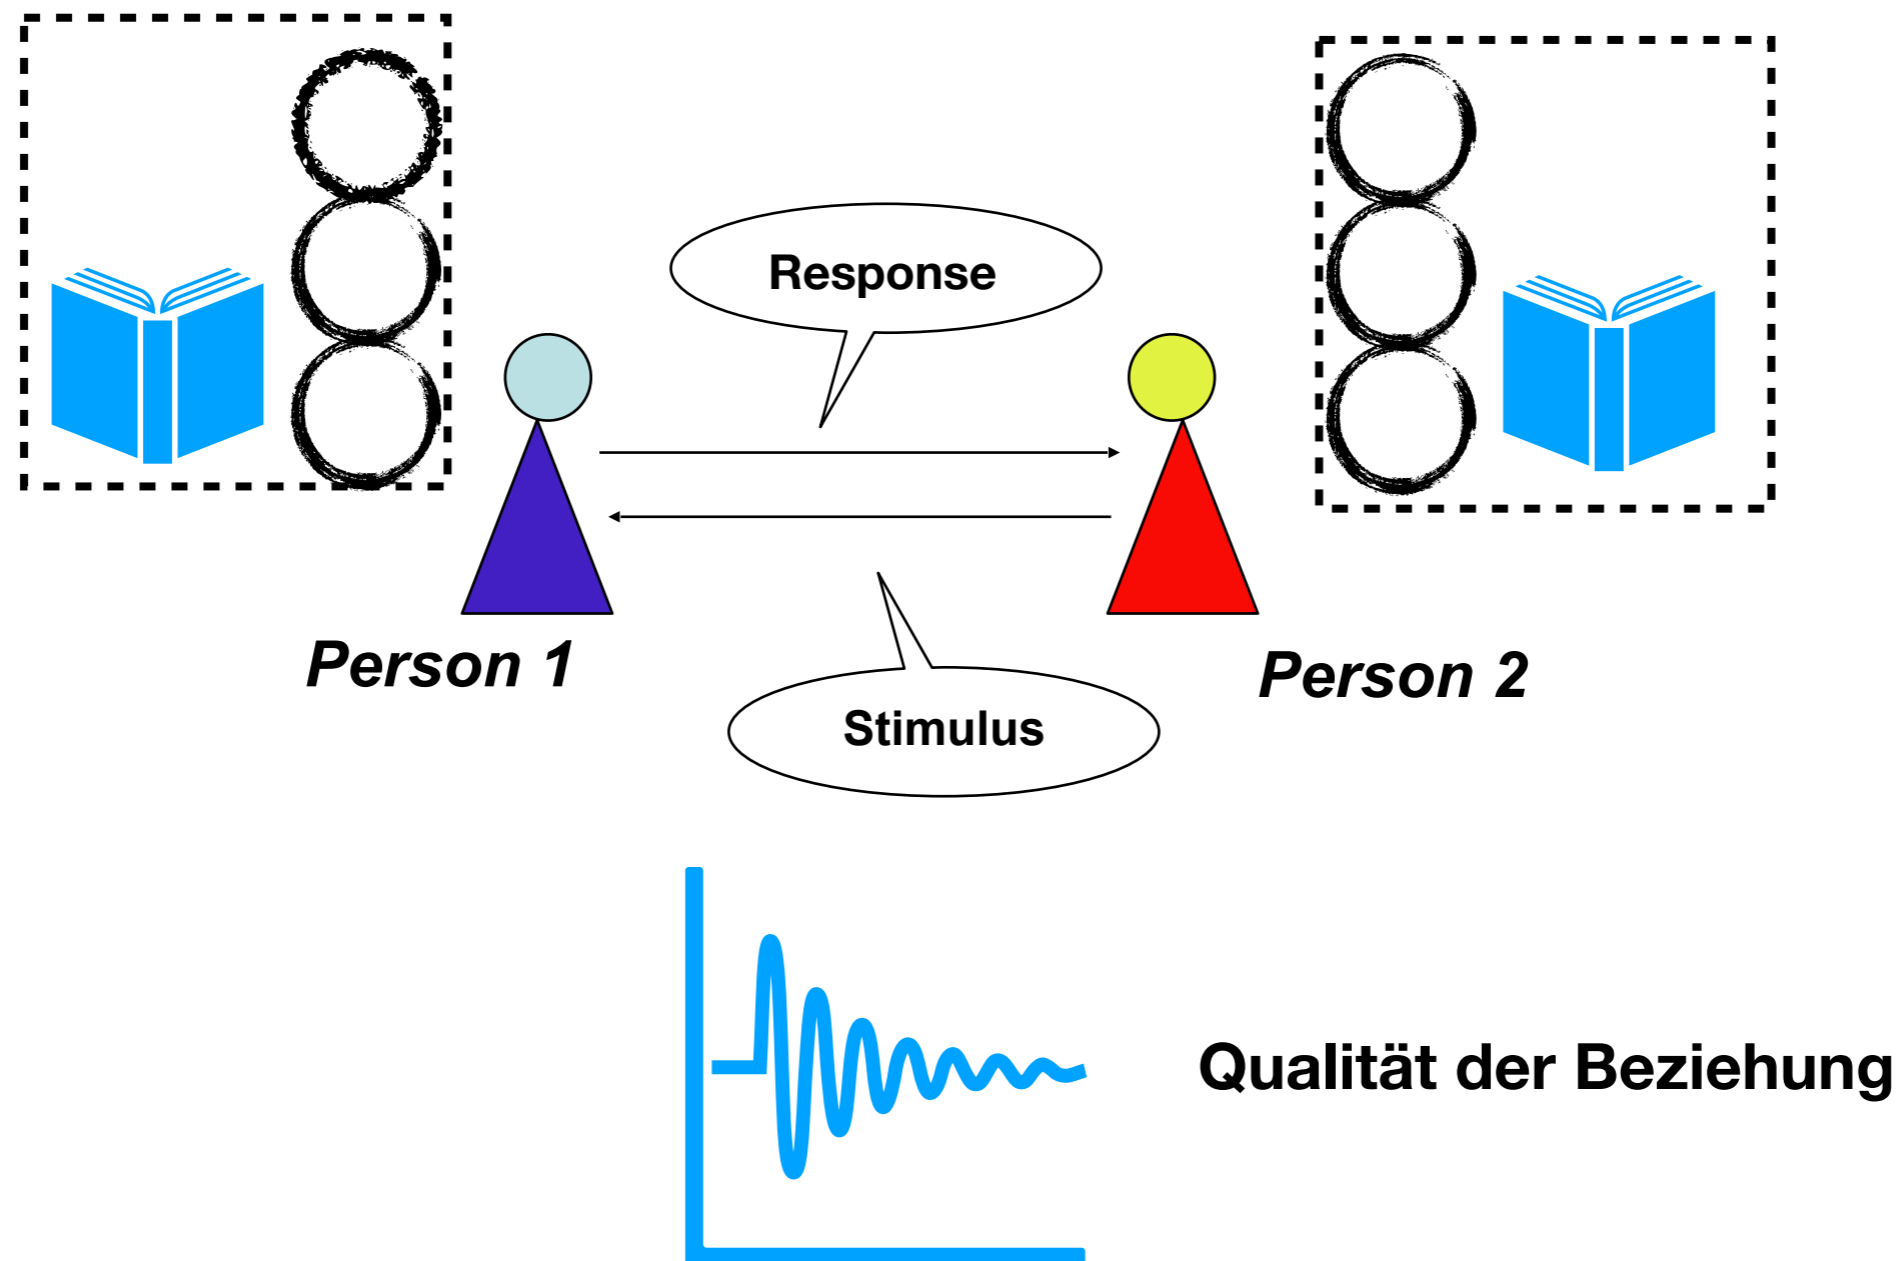 Response
Person 1
Person 2
Stimulus
Qualität der Beziehung